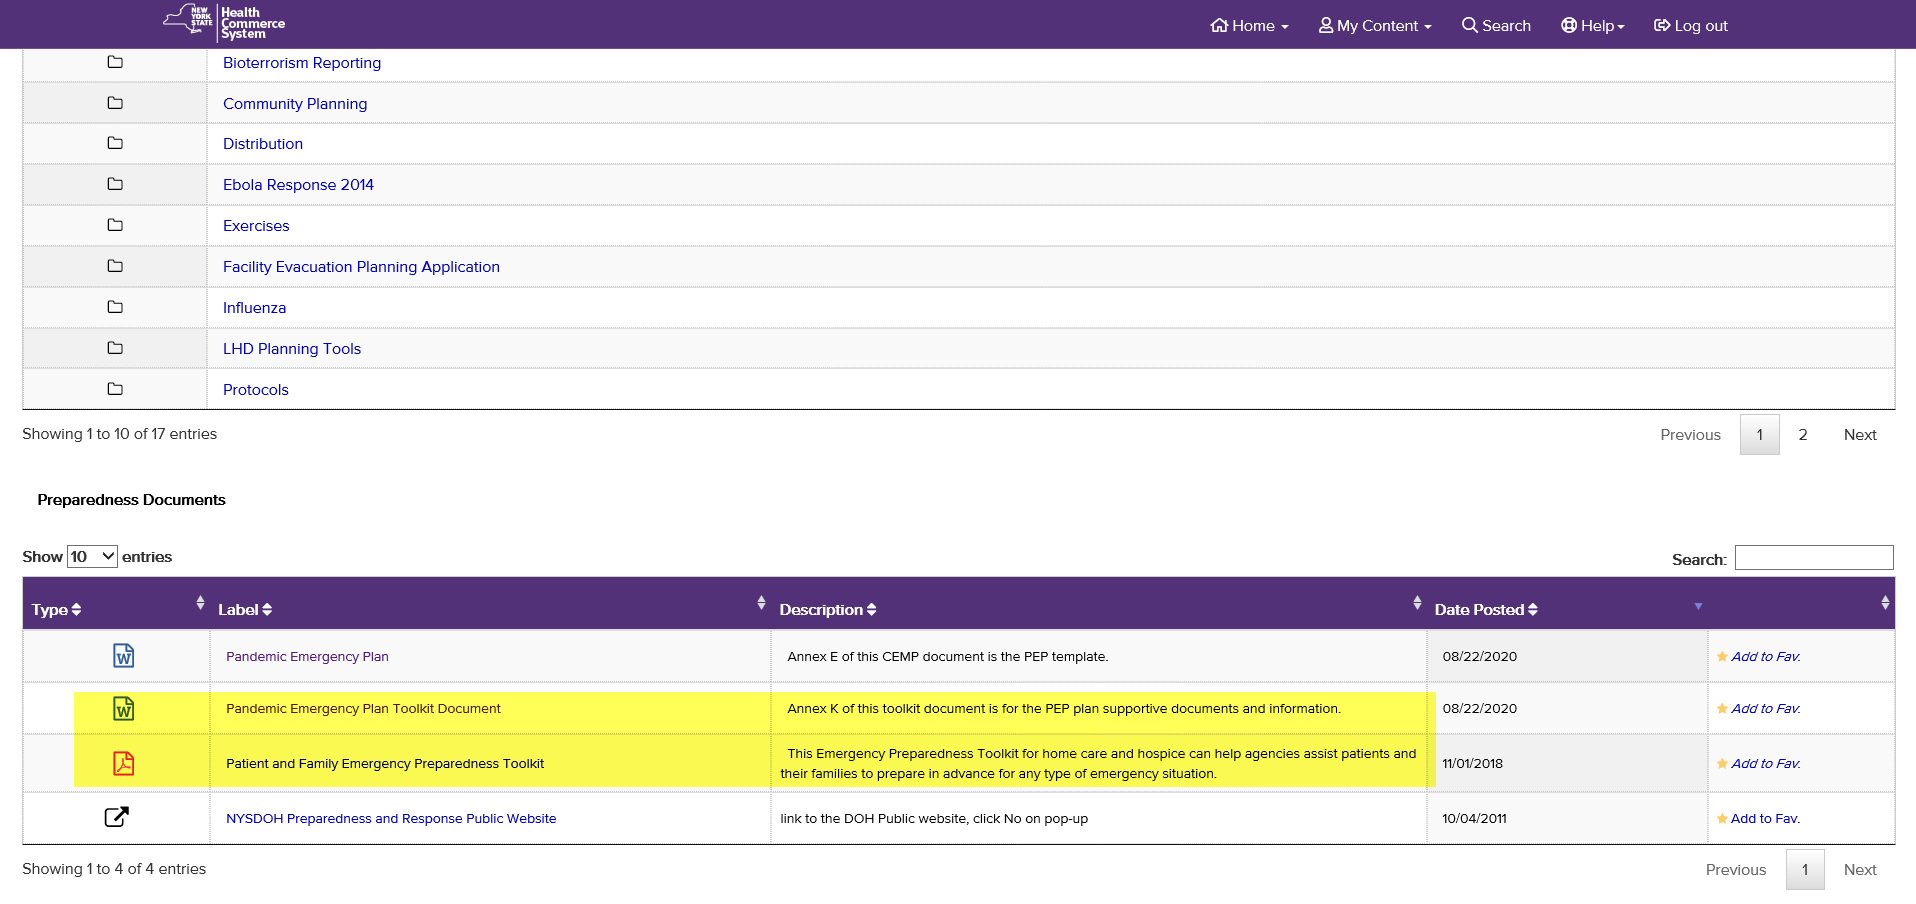 NEW YORK STATE Health Commerce System
Home My Content Search Help Log out
Bioterrorism Reporting
Community Planning
Distribution
Ebola Response 2014
Exercises
Facility Evacuation Planning Application
Influenza
LHD Planning Tools
Protocols
Showing 1 to 10 of 17 entries
Previous 1 2 Next
Preparedness Documents
Show 10 entries
Search:
Type Label Description Date Posted
Pandemic Emergency Plan Annex E of this CEMP document is the PEP template. 08/22/2020 Add to Fav.
Pandemic Emergency Plan Toolkit Document Annex K of this toolkit document is for the PEP plan supportive documents and information. 08/22/2020 Add to Fav.
Patient and Family Emergency Preparedness Toolkit This Emergency Preparedness Toolkit for home care and hospice can help agencies assist patients and
their families to prepare in advance for any type of emergency situation. 11/01/2018 Add to Fav.
NYSDOH Preparedness and Response Public Website link to the DOH Public website, click No on pop-up 10/04/2011 Add to Fav.
Showing 1 to 4 of 4 entries
Previous 1 Next